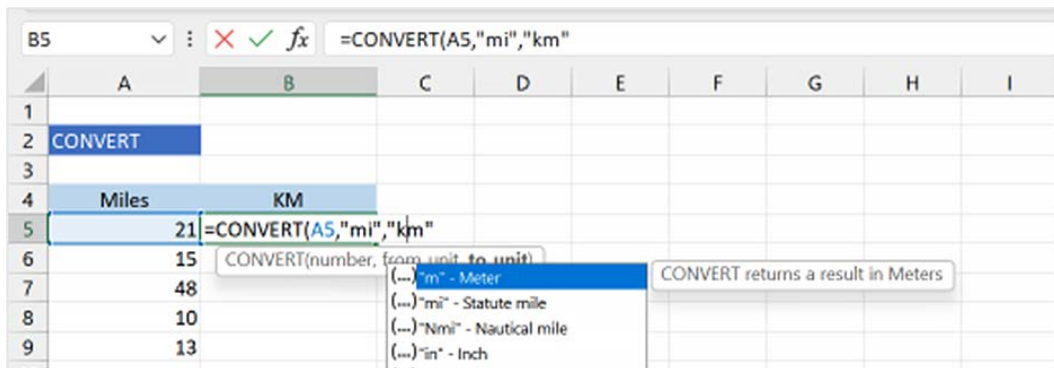 B5 fx =CONVERT(A5,"mi","km"
A B C D E F G H I
1
2 CONVERT
3
4 Miles KM
5 21 =CONVERT(A5,"mi","km"
6 15 CONVERT(number, from_unit, to_unit)
(...) "m" - Meter CONVERT returns a result in Meters
7 48 (...) "mi" - Statute mile
8 10 (...) "Nmi" - Nautical mile
9 13 (...) "in" - Inch